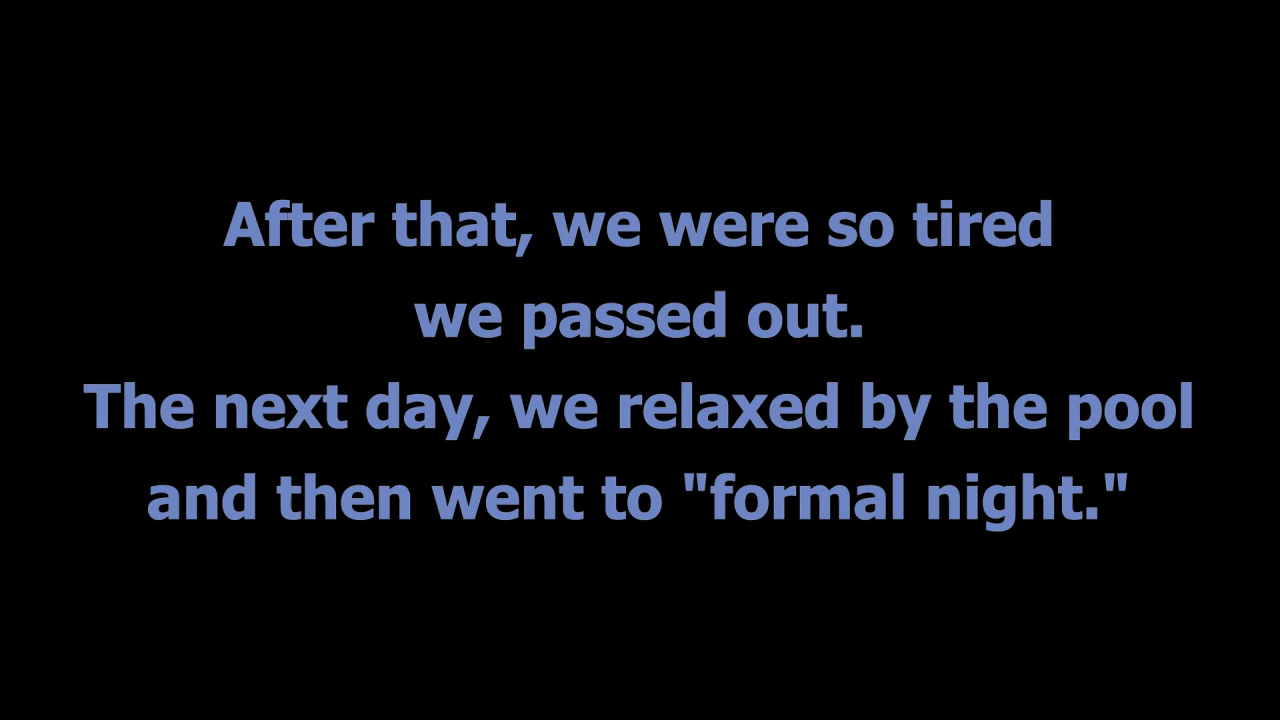 After that, we were so tired
we passed out.
The next day, we relaxed by the pool
and then went to "formal night."